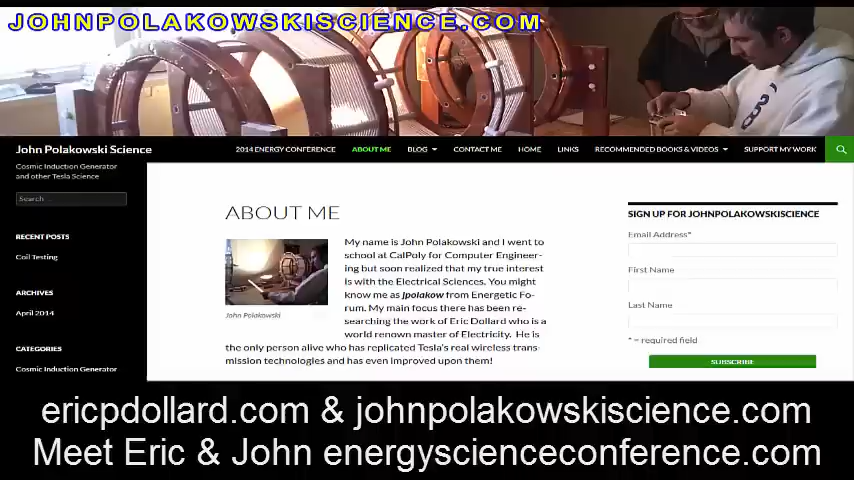 JOHNPOLAKOWSKISCIENCE.COM
John Polakowski Science
2014 ENERGY CONFERENCE ABOUT ME BLOG CONTACT ME HOME LINKS RECOMMENDED BOOKS & VIDEOS SUPPORT MY WORK
Cosmic Induction Generator
and other Tesla Science
Search ...
RECENT POSTS
Coil Testing
ARCHIVES
April 2014
CATEGORIES
Cosmic Induction Generator
ABOUT ME
John Polakowski
My name is John Polakowski and I went to
school at CalPoly for Computer Engineer-
ing but soon realized that my true interest
is with the Electrical Sciences. You might
know me as jpolakow from Energetic Fo-
rum. My main focus there has been re-
searching the work of Eric Dollard who is a
world renown master of Electricity. He is
the only person alive who has replicated Tesla's real wireless trans-
mission technologies and has even improved upon them!
SIGN UP FOR JOHNPOLAKOWSKISCIENCE
Email Address*
First Name
Last Name
* = required field
SUBSCRIBE
ericpdollard.com & johnpolakowskiscience.com
Meet Eric & John energyscienceconference.com